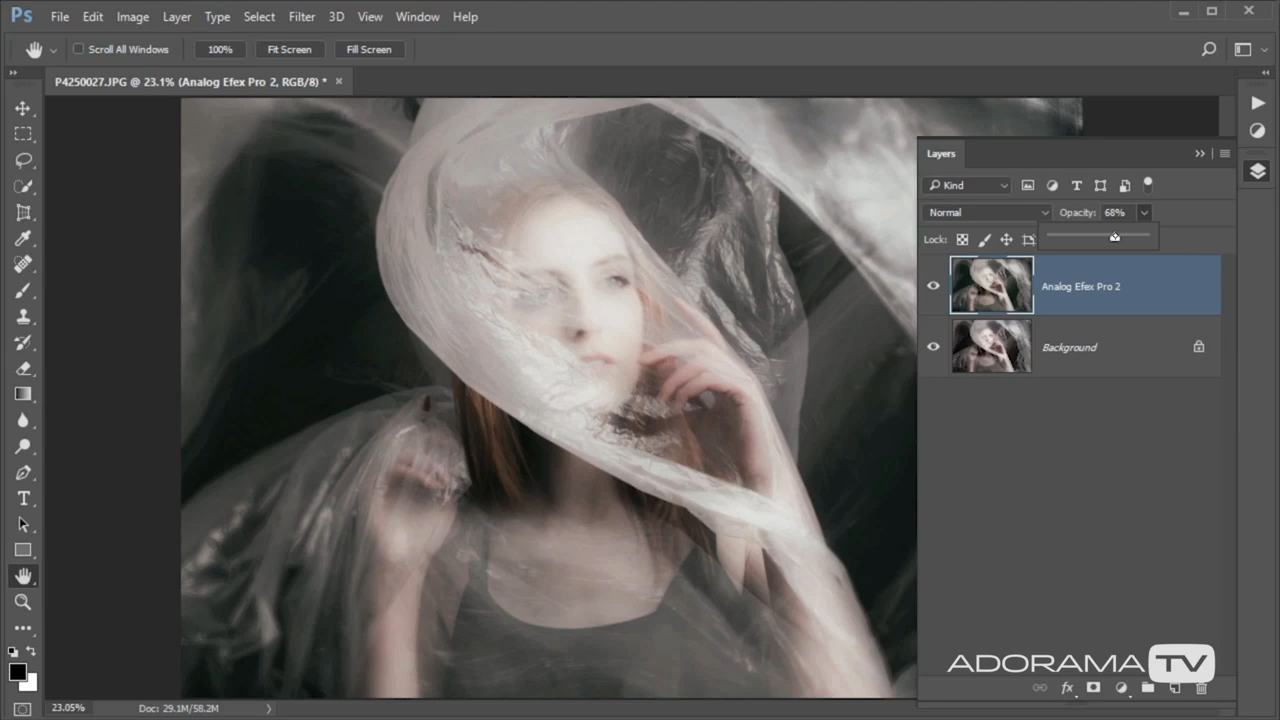 Ps File Edit Image Layer Type Select Filter 3D View Window Help
Scroll All Windows 100% Fit Screen Fill Screen
P4250027.JPG @ 23.1% (Analog Efex Pro 2, RGB/8) *
Layers
Kind
Normal Opacity: 68%
Lock:
Analog Efex Pro 2
Background
ADORAMA TV
fx
23.05% Doc: 29.1M/58.2M